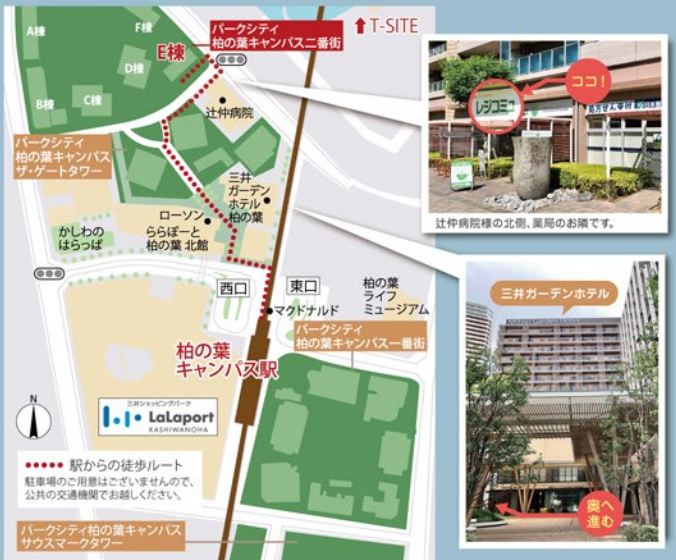 A棟
F棟
E棟
パークシティ
柏の葉キャンパス二番街
T-SITE
D棟
C棟
B棟
辻仲病院
パークシティ
柏の葉キャンパス
ザ・ゲートタワー
三井
ガーデン
ホテル
柏の葉
ローソン
ららぽーと
柏の葉 北館
かしわの
はらっぱ
西口
東口
マクドナルド
柏の葉
ライフ
ミュージアム
パークシティ
柏の葉キャンパス一番街
柏の葉
キャンパス駅
N
三井ショッピングパーク
LaLaport
KASHIWANOHA
駅からの徒歩ルート
駐車場のご用意はございませんので、
公共の交通機関でお越しください。
パークシティ柏の葉キャンパス
サウスマークタワー
ココ！
レジコミュ
処方せん受付
辻仲病院様の北側、薬局のお隣です。
三井ガーデンホテル
奥へ
進む